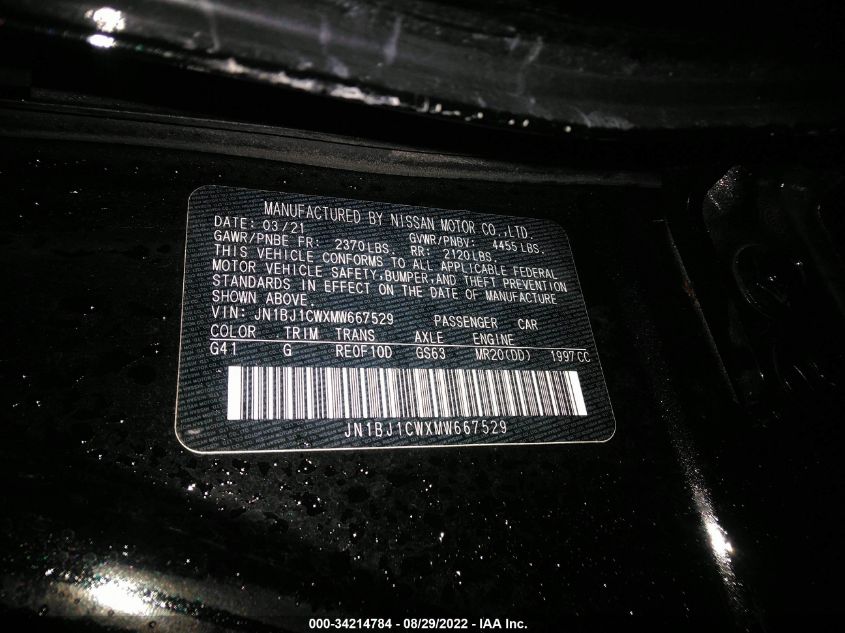 MANUFACTURED BY NISSAN MOTOR CO.,LTD.
DATE: 03/21 GVWR/PNBV: 4455 LBS.
GAWR/PNBE FR: 2370 LBS. RR: 2120 LBS.
THIS VEHICLE CONFORMS TO ALL APPLICABLE FEDERAL
MOTOR VEHICLE SAFETY,BUMPER,AND THEFT PREVENTION
STANDARDS IN EFFECT ON THE DATE OF MANUFACTURE
SHOWN ABOVE.
VIN: JN1BJ1CWXMW667529 PASSENGER CAR
COLOR TRIM TRANS AXLE ENGINE
G41 G RE0F10D GS63 MR20(DD) 1997CC
JN1BJ1CWXMW667529
000-34214784 - 08/29/2022 - IAA Inc.